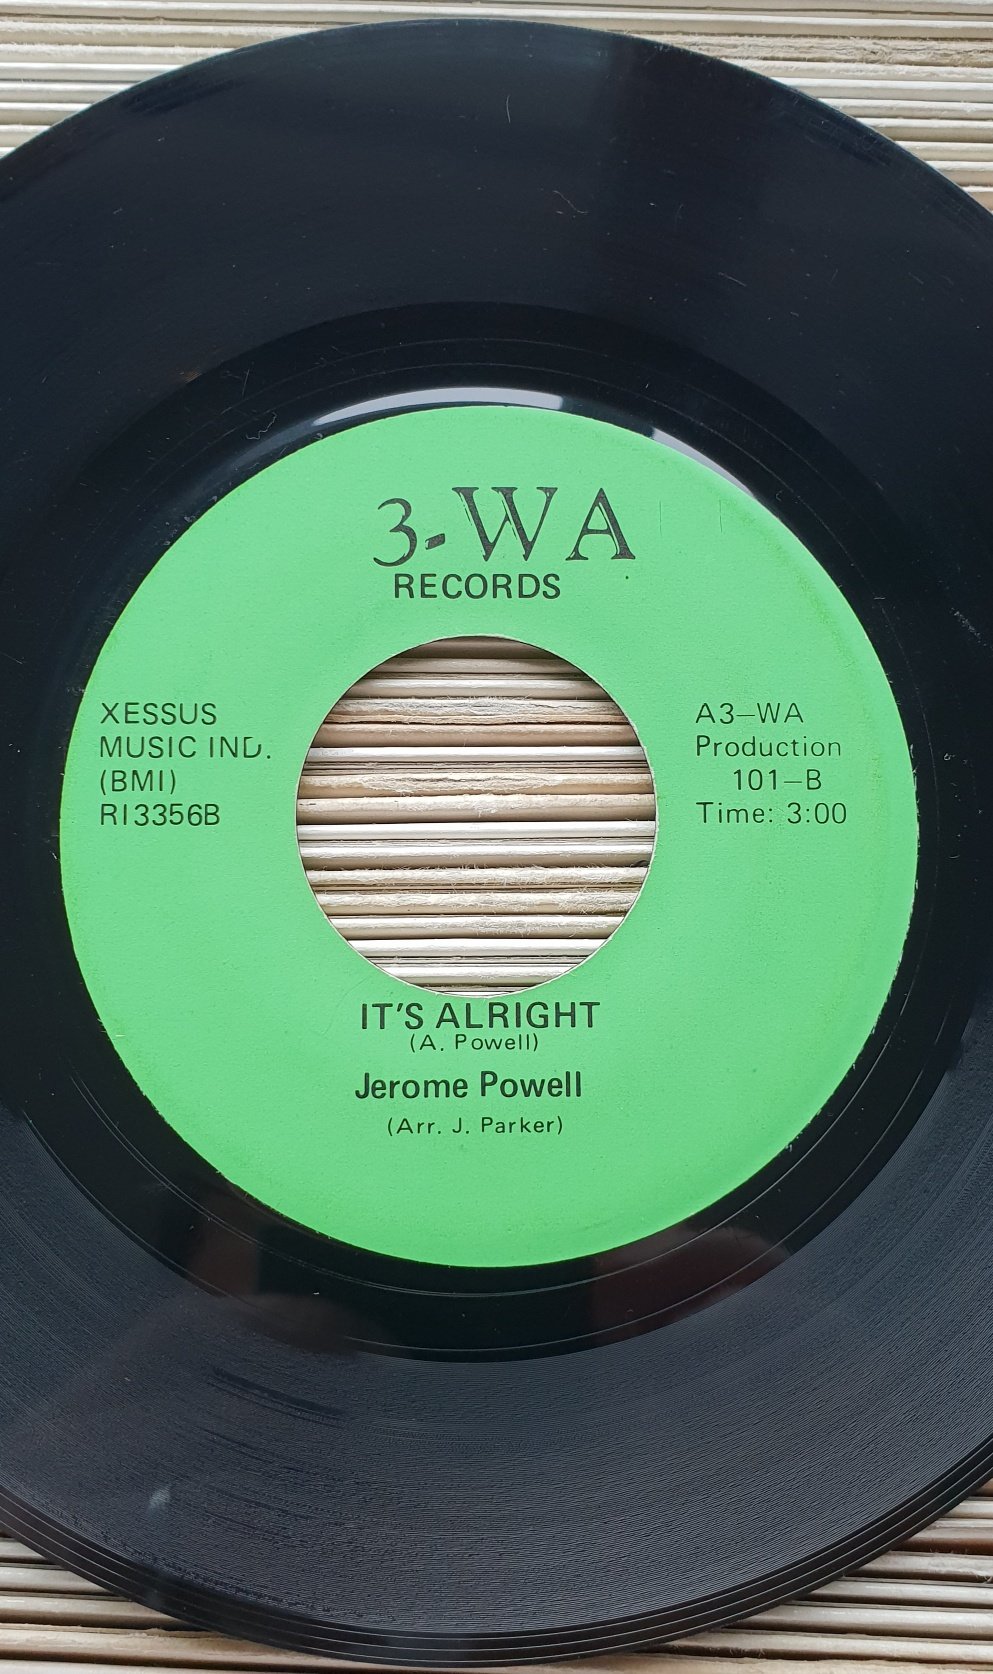 3-WA
RECORDS
XESSUS
MUSIC IND.
(BMI)
RI3356B
A3—WA
Production
101—B
Time: 3:00
IT'S ALRIGHT
(A. Powell)
Jerome Powell
(Arr. J. Parker)